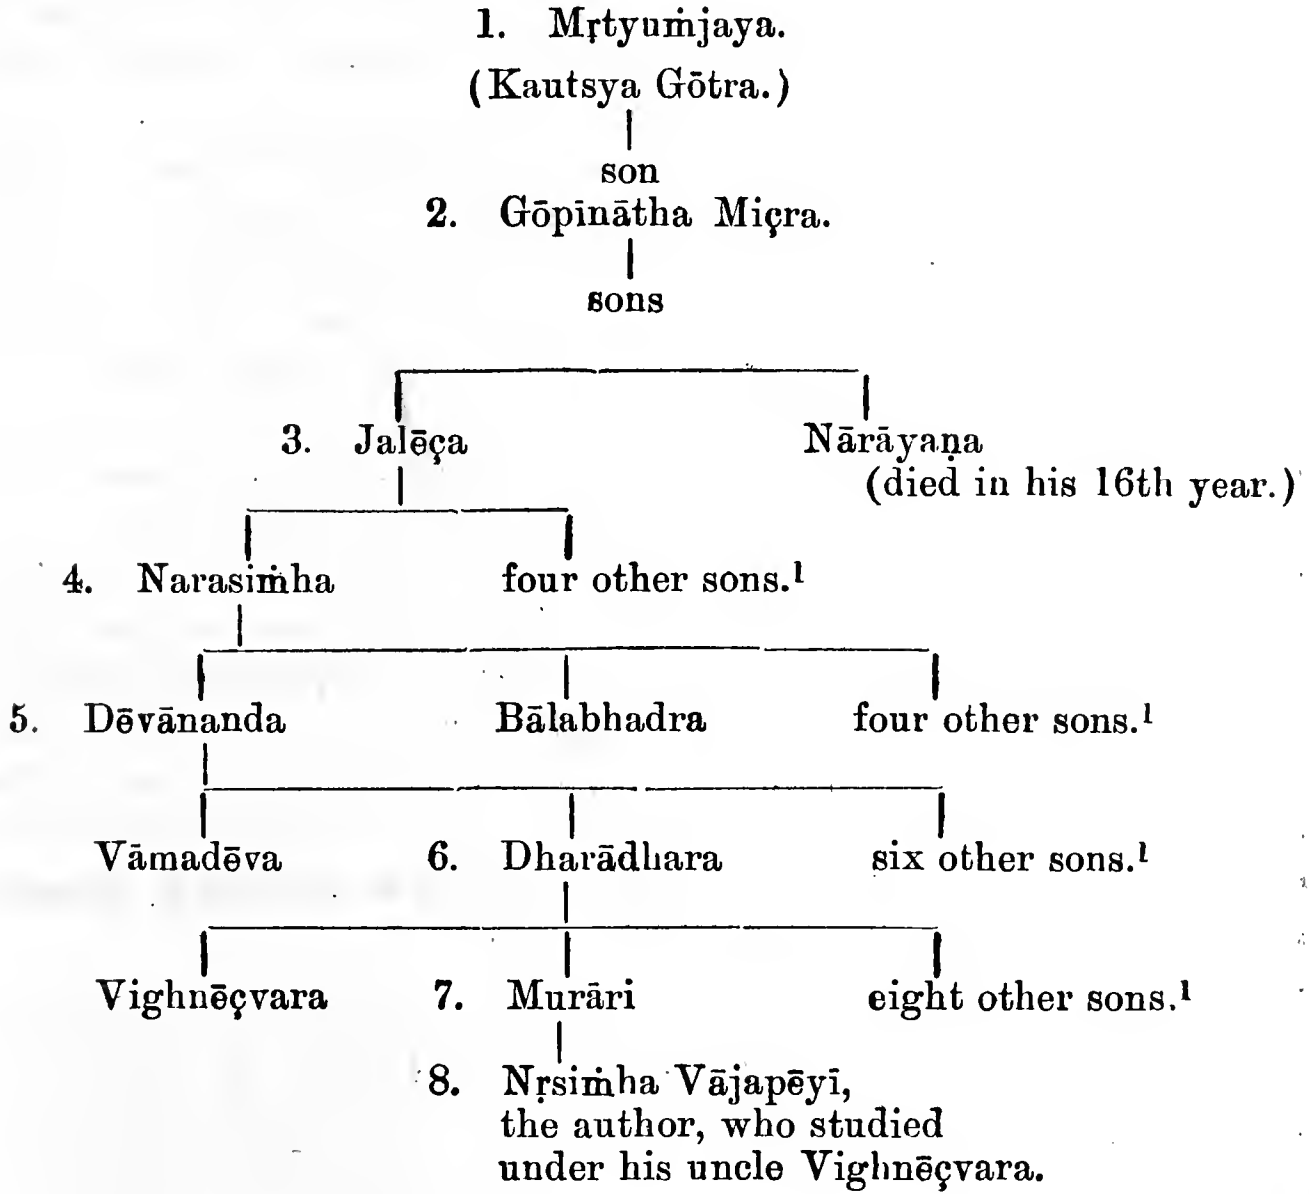 1. Mṛtyuṁjaya.
(Kautsya Gōtra.)
son
2. Gōpīnātha Miçra.
sons
3. Jalēça Nārāyaṇa
(died in his 16th year.)
4. Narasiṁha four other sons.¹
5. Dēvānanda Bālabhadra four other sons.¹
Vāmadēva 6. Dharādhara six other sons.¹
Vighnēçvara 7. Murāri eight other sons.¹
8. Nṛsiṁha Vājapēyī,
the author, who studied
under his uncle Vighnēçvara.